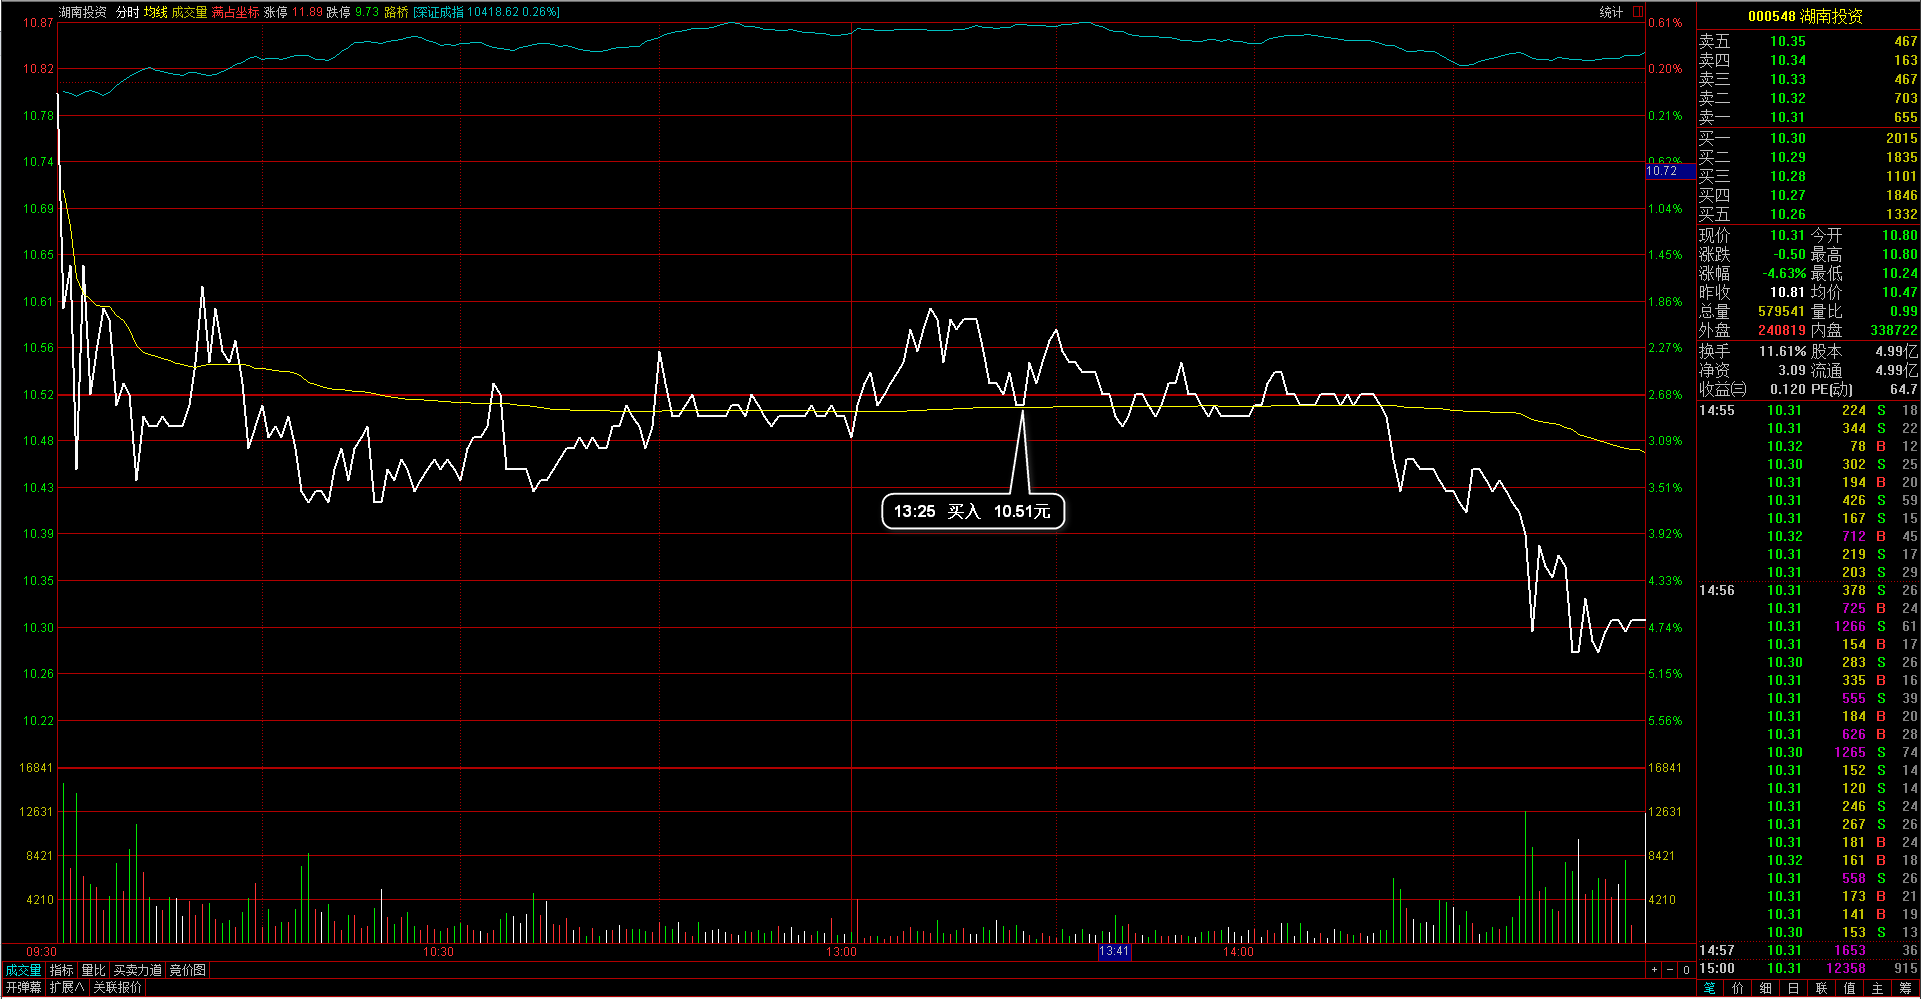 湖南投资 分时 均线 成交量 满占坐标 涨停 11.89 跌停 9.73 路桥 [深证成指 10418.62 0.26%] 统计
10.87 0.61%
10.82 0.20%
10.78 0.21%
10.74 0.62%
10.72
10.69 1.04%
10.65 1.45%
10.61 1.86%
10.56 2.27%
10.52 2.68%
10.48 3.09%
10.43 3.51%
13:25 买入 10.51元
10.39 3.92%
10.35 4.33%
10.30 4.74%
10.26 5.15%
10.22 5.56%
16841 16841
12631 12631
8421 8421
4210 4210
09:30 10:30 13:00 13:41 14:00
成交量 指标 量比 买卖力道 竞价图 + − 0
开弹幕 扩展∧ 关联报价
000548 湖南投资
卖五 10.35 467
卖四 10.34 163
卖三 10.33 467
卖二 10.32 703
卖一 10.31 655
买一 10.30 2015
买二 10.29 1835
买三 10.28 1101
买四 10.27 1846
买五 10.26 1332
现价 10.31 今开 10.80
涨跌 -0.50 最高 10.80
涨幅 -4.63% 最低 10.24
昨收 10.81 均价 10.47
总量 579541 量比 0.99
外盘 240819 内盘 338722
换手 11.61% 股本 4.99亿
净资 3.09 流通 4.99亿
收益㈢ 0.120 PE(动) 64.7
14:55 10.31 224 S 18
10.31 344 S 22
10.32 78 B 12
10.30 302 S 25
10.31 194 B 20
10.31 426 S 59
10.31 167 S 15
10.32 712 B 45
10.31 219 S 17
10.31 203 S 29
14:56 10.31 378 S 26
10.31 725 B 24
10.31 1266 S 61
10.31 154 B 17
10.30 283 S 26
10.31 335 B 16
10.31 555 S 39
10.31 184 B 20
10.31 626 B 28
10.30 1265 S 74
10.31 152 S 14
10.31 120 S 14
10.31 246 S 24
10.31 267 S 26
10.31 181 B 24
10.32 161 B 18
10.31 558 S 26
10.31 173 B 21
10.31 141 B 19
10.30 153 S 13
14:57 10.31 1653 36
15:00 10.31 12358 915
笔 价 细 日 联 值 主 筹